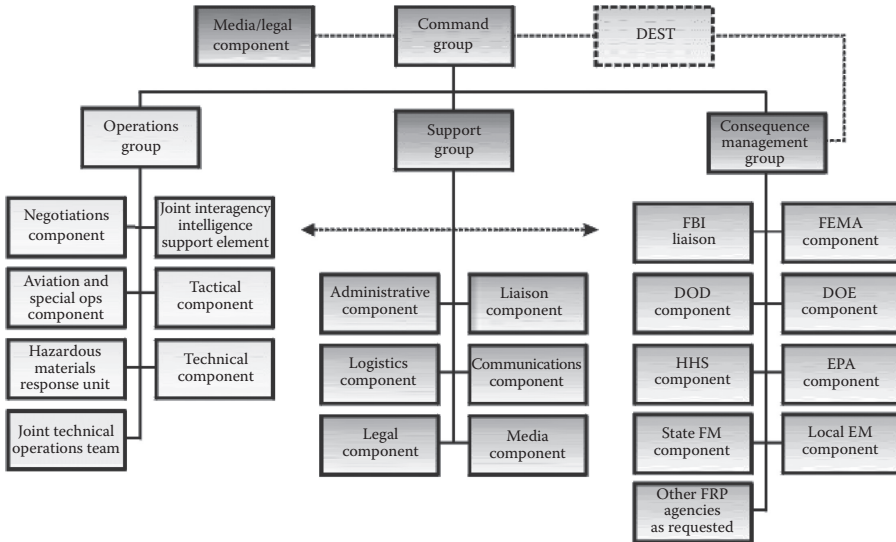 Media/legal
component
Command
group
DEST
Operations
group
Support
group
Consequence
management
group
Negotiations
component
Joint interagency
intelligence
support element
Aviation and
special ops
component
Tactical
component
Hazardous
materials
response unit
Technical
component
Joint technical
operations team
Administrative
component
Liaison
component
Logistics
component
Communications
component
Legal
component
Media
component
FBI
liaison
FEMA
component
DOD
component
DOE
component
HHS
component
EPA
component
State FM
component
Local EM
component
Other FRP
agencies
as requested